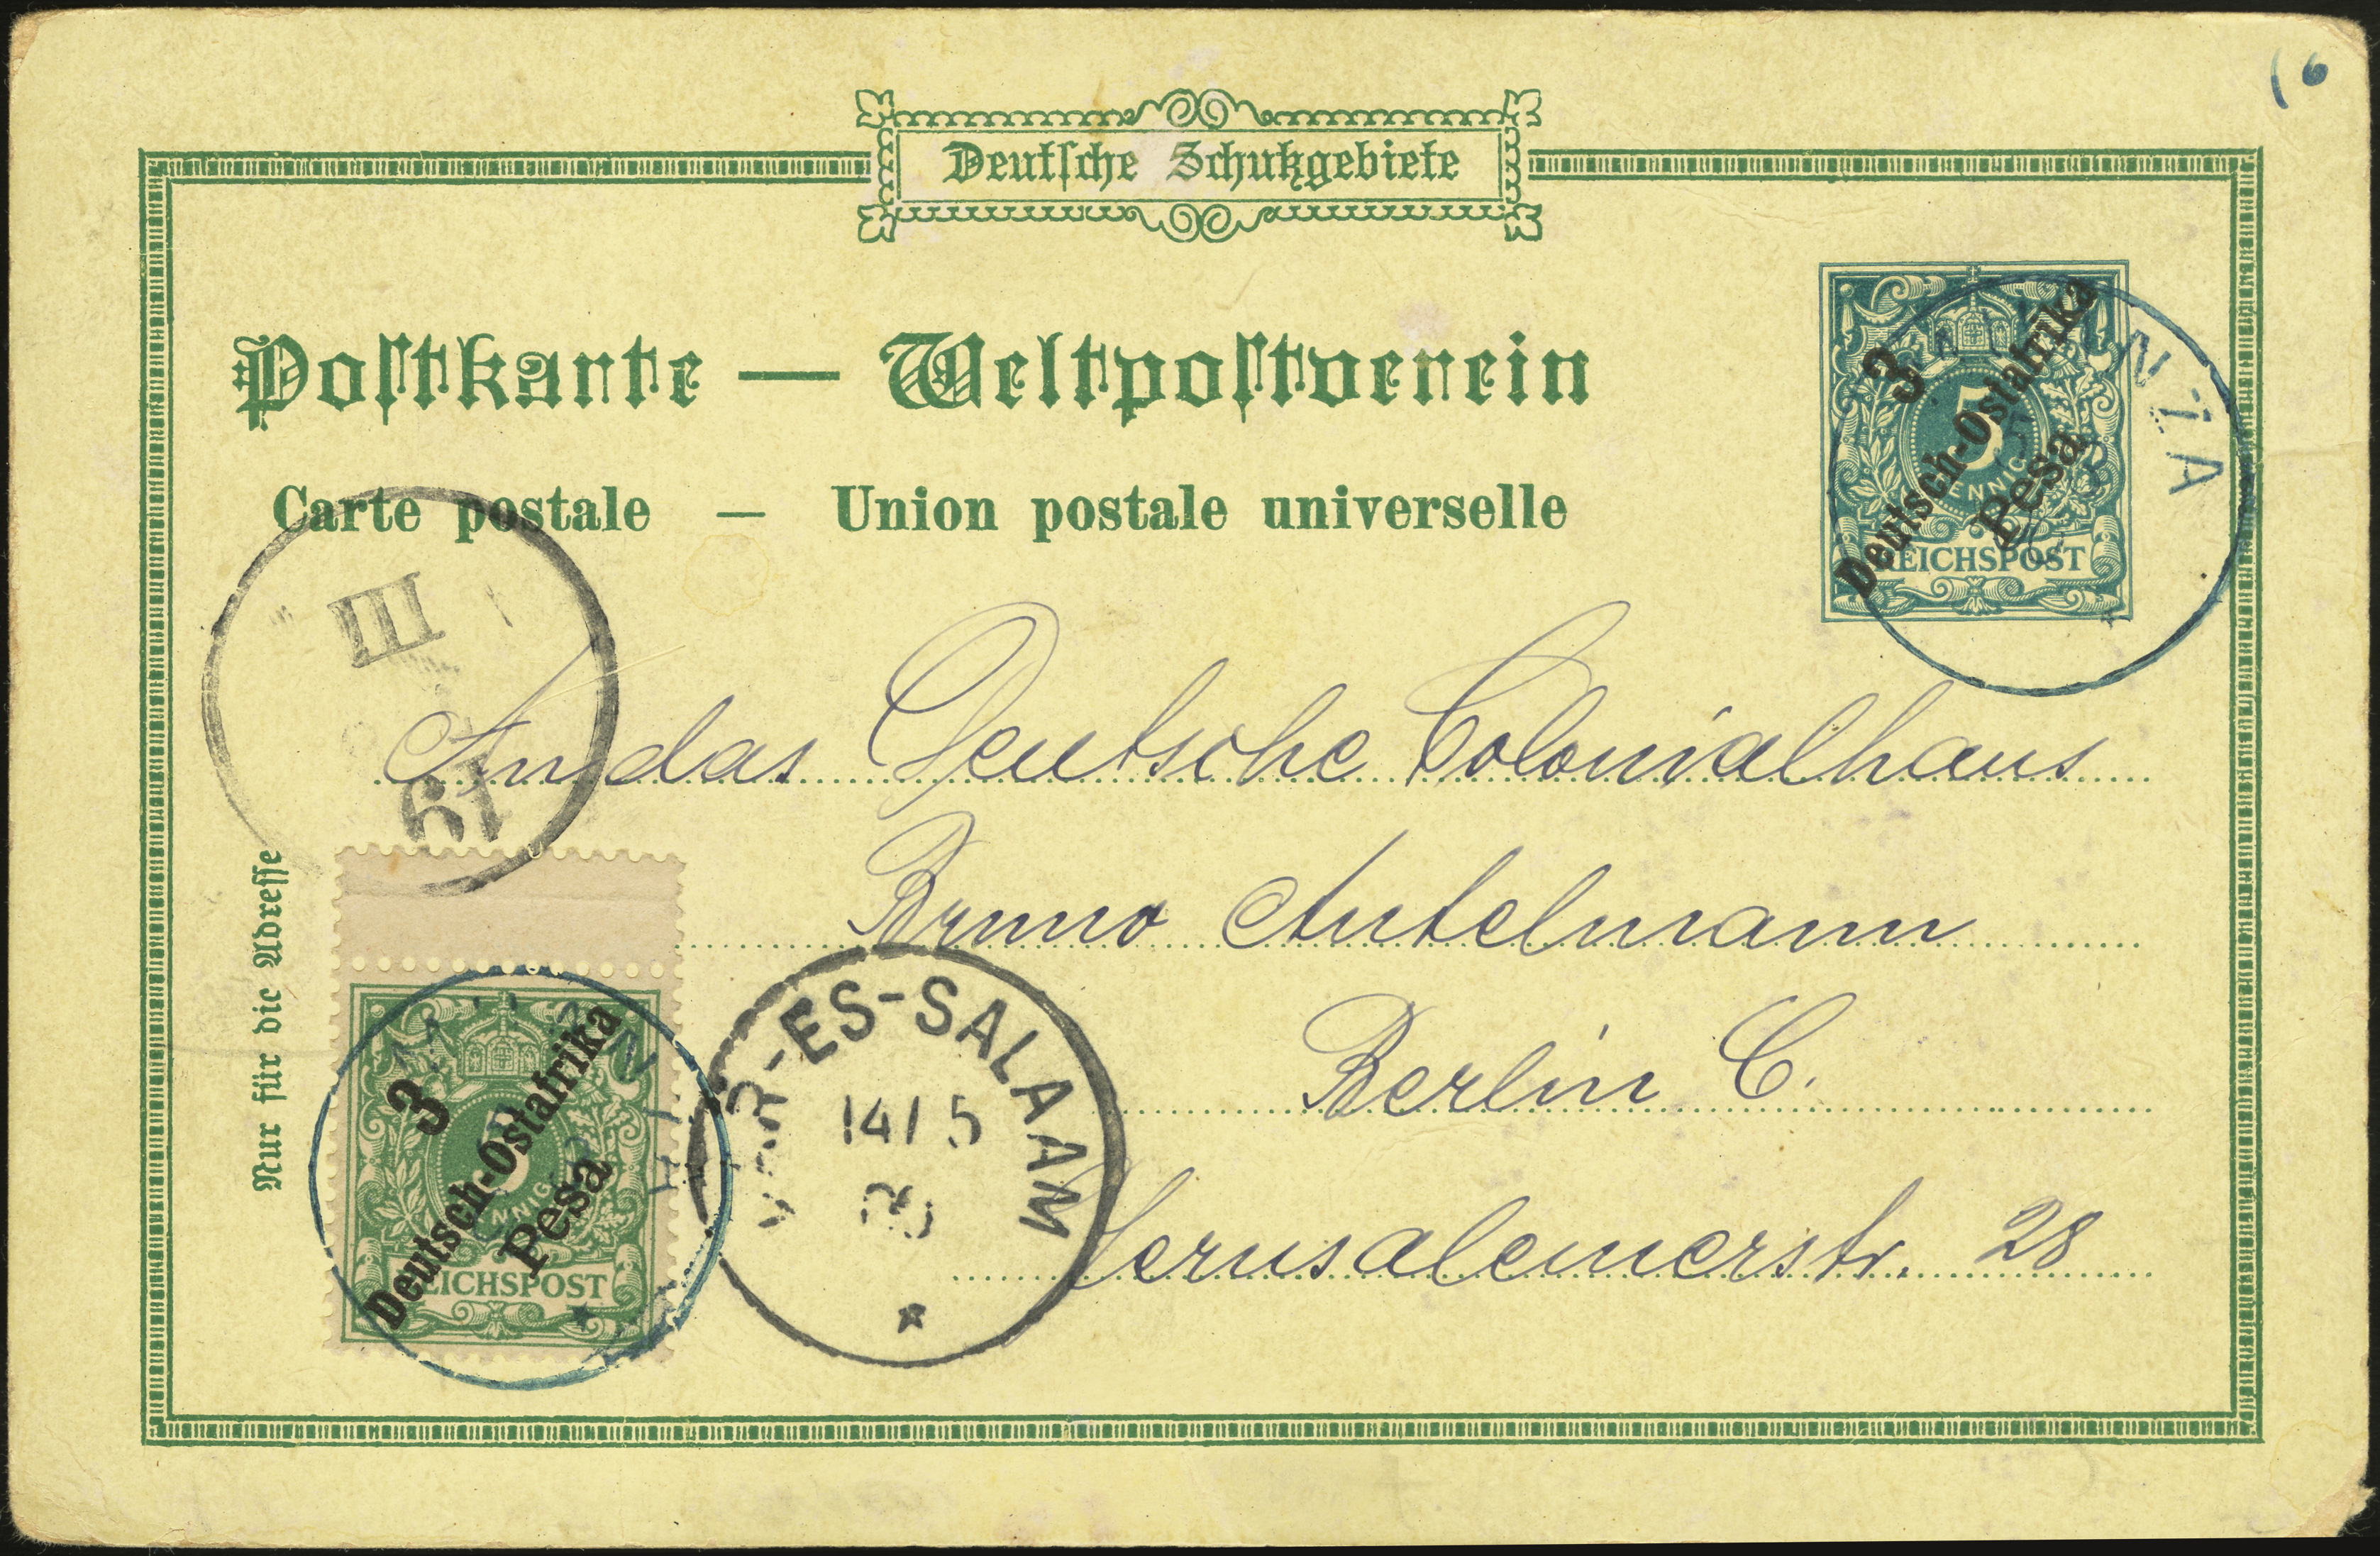 Deutsche Schutzgebiete
Postkarte — Weltpostverein
Carte postale — Union postale universelle
3
Deutsch-Ostafrika
Pesa
5
PFENNIG
REICHSPOST
III
19
An das Deutsche Colonialhaus
Bruno Antelmann
Berlin C.
Jerusalemerstr. 28
Nur für die Adresse
3
Deutsch-Ostafrika
Pesa
REICHSPOST
-ES-SALAAM
14/5